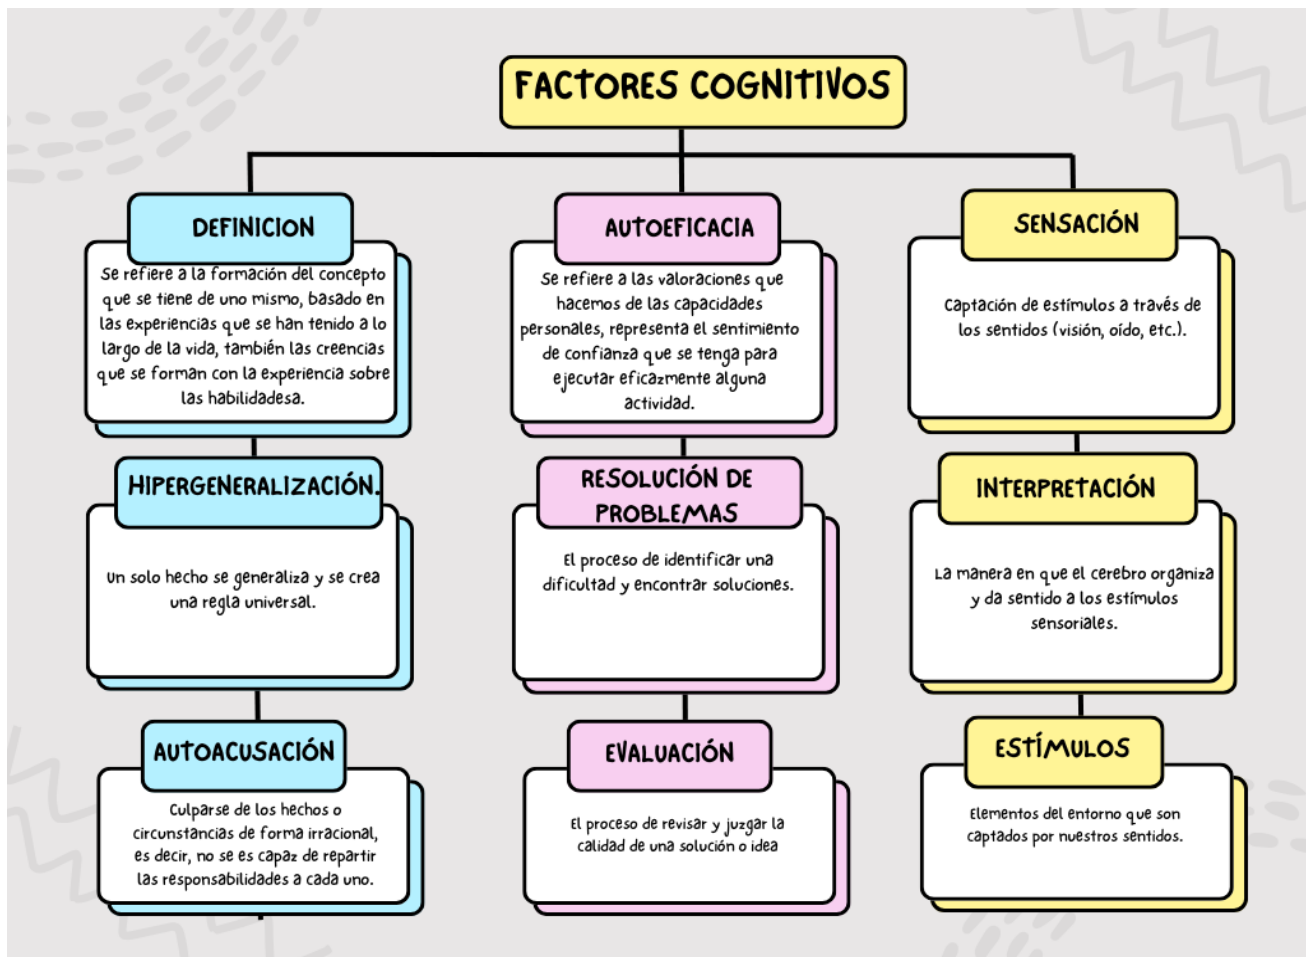 FACTORES COGNITIVOS
DEFINICION
Se refiere a la formación del concepto
que se tiene de uno mismo, basado en
las experiencias que se han tenido a lo
largo de la vida, también las creencias
que se forman con la experiencia sobre
las habilidadesa.
HIPERGENERALIZACIÓN.
Un solo hecho se generaliza y se crea
una regla universal.
AUTOACUSACIÓN
Culparse de los hechos o
circunstancias de forma irracional,
es decir, no se es capaz de repartir
las responsabilidades a cada uno.
AUTOEFICACIA
Se refiere a las valoraciones que
hacemos de las capacidades
personales, representa el sentimiento
de confianza que se tenga para
ejecutar eficazmente alguna
actividad.
RESOLUCIÓN DE
PROBLEMAS
El proceso de identificar una
dificultad y encontrar soluciones.
EVALUACIÓN
El proceso de revisar y juzgar la
calidad de una solución o idea
SENSACIÓN
Captación de estímulos a través de
los sentidos (visión, oído, etc.).
INTERPRETACIÓN
La manera en que el cerebro organiza
y da sentido a los estímulos
sensoriales.
ESTÍMULOS
Elementos del entorno que son
captados por nuestros sentidos.